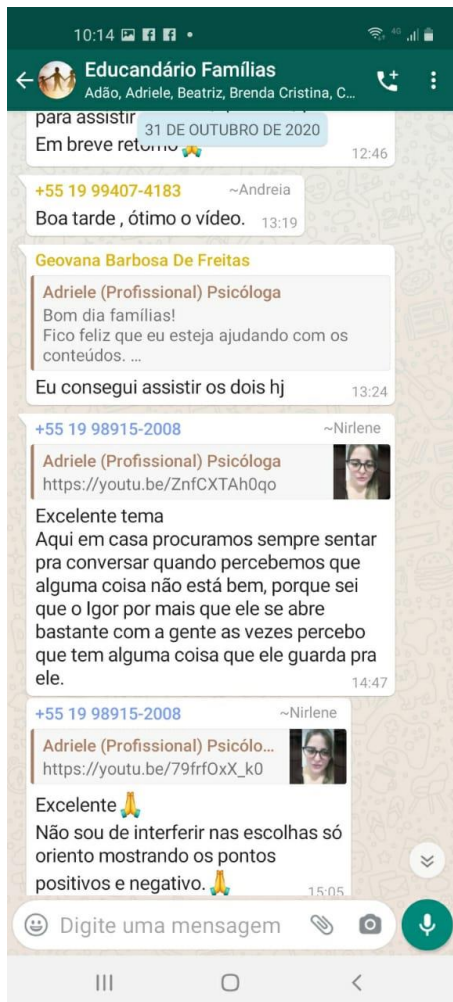 10:14
4G
Educandário Famílias
Adão, Adriele, Beatriz, Brenda Cristina, C...
para assistir
31 DE OUTUBRO DE 2020
Em breve retorno 🙏
12:46
+55 19 99407-4183 ~Andreia
Boa tarde , ótimo o vídeo. 13:19
Geovana Barbosa De Freitas
Adriele (Profissional) Psicóloga
Bom dia famílias!
Fico feliz que eu esteja ajudando com os
conteúdos. ...
Eu consegui assistir os dois hj 13:24
+55 19 98915-2008 ~Nirlene
Adriele (Profissional) Psicóloga
https://youtu.be/ZnfCXTAh0qo
Excelente tema
Aqui em casa procuramos sempre sentar
pra conversar quando percebemos que
alguma coisa não está bem, porque sei
que o Igor por mais que ele se abre
bastante com a gente as vezes percebo
que tem alguma coisa que ele guarda pra
ele. 14:47
+55 19 98915-2008 ~Nirlene
Adriele (Profissional) Psicólo...
https://youtu.be/79frfOxX_k0
Excelente 🙏
Não sou de interferir nas escolhas só
oriento mostrando os pontos
positivos e negativo. 🙏 15:05
Digite uma mensagem